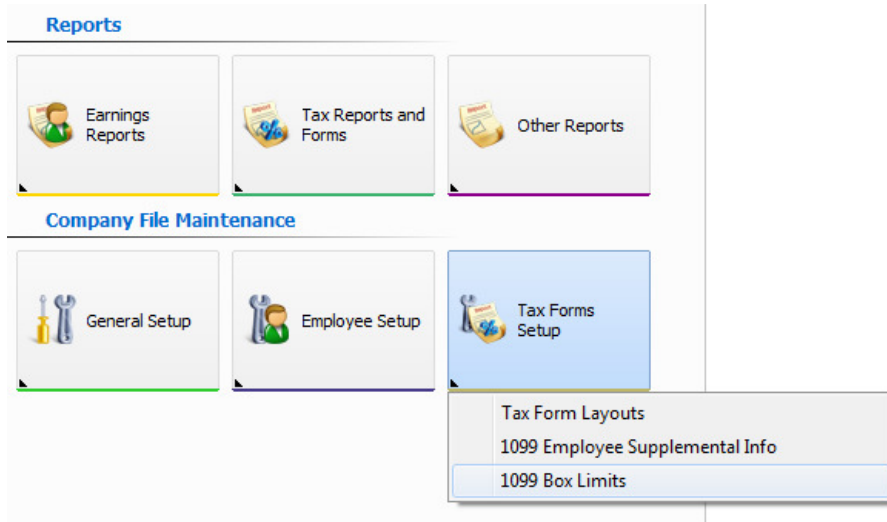 Reports
Earnings
Reports
Tax Reports and
Forms
Other Reports
Company File Maintenance
General Setup
Employee Setup
Tax Forms
Setup
Tax Form Layouts
1099 Employee Supplemental Info
1099 Box Limits